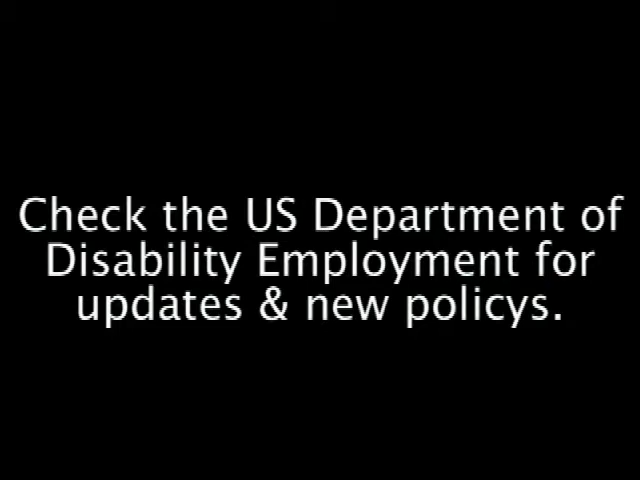 Check the US Department of
Disability Employment for
updates & new policys.